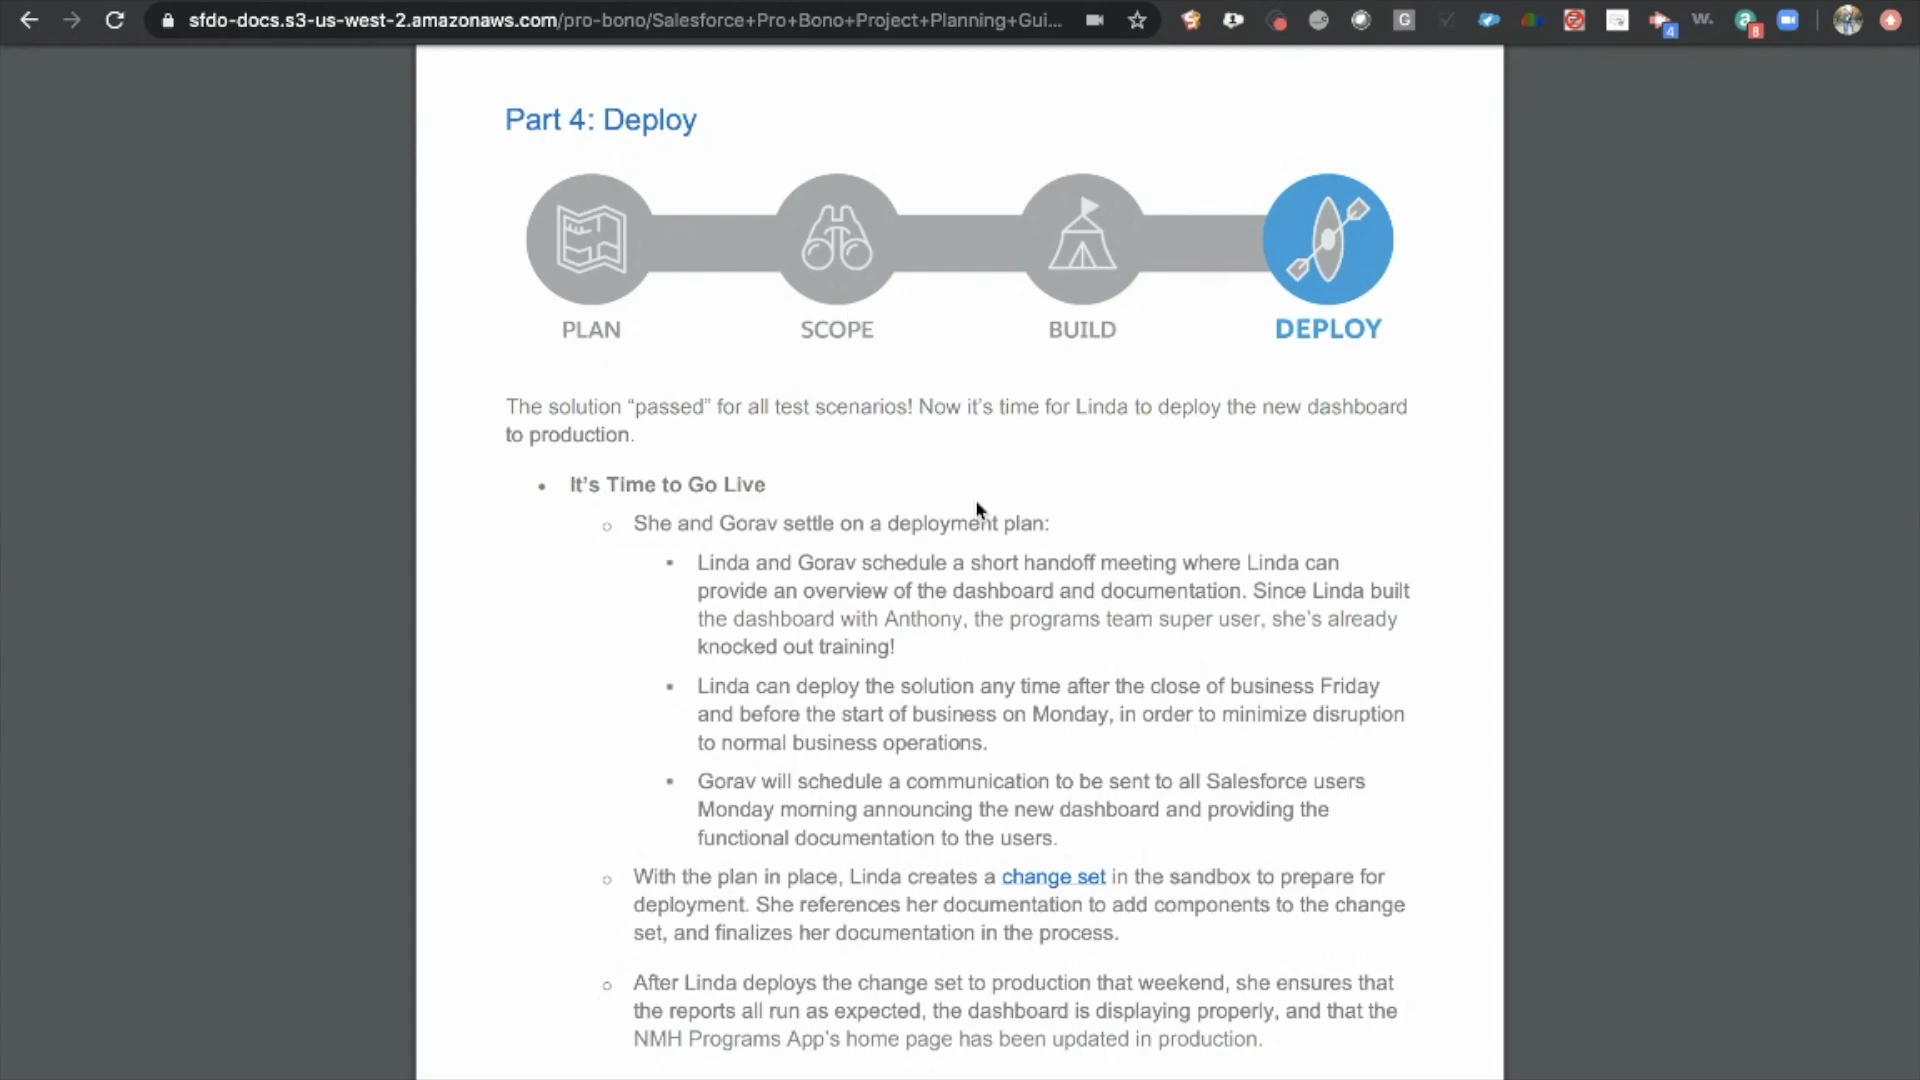 sfdo-docs.s3-us-west-2.amazonaws.com/pro-bono/Salesforce+Pro+Bono+Project+Planning+Gui...
G
4
W.
a
8
Part 4: Deploy
PLAN
SCOPE
BUILD
DEPLOY
The solution “passed” for all test scenarios! Now it’s time for Linda to deploy the new dashboard
to production.
• It’s Time to Go Live
○ She and Gorav settle on a deployment plan:
▪ Linda and Gorav schedule a short handoff meeting where Linda can
provide an overview of the dashboard and documentation. Since Linda built
the dashboard with Anthony, the programs team super user, she’s already
knocked out training!
▪ Linda can deploy the solution any time after the close of business Friday
and before the start of business on Monday, in order to minimize disruption
to normal business operations.
▪ Gorav will schedule a communication to be sent to all Salesforce users
Monday morning announcing the new dashboard and providing the
functional documentation to the users.
○ With the plan in place, Linda creates a change set in the sandbox to prepare for
deployment. She references her documentation to add components to the change
set, and finalizes her documentation in the process.
○ After Linda deploys the change set to production that weekend, she ensures that
the reports all run as expected, the dashboard is displaying properly, and that the
NMH Programs App’s home page has been updated in production.